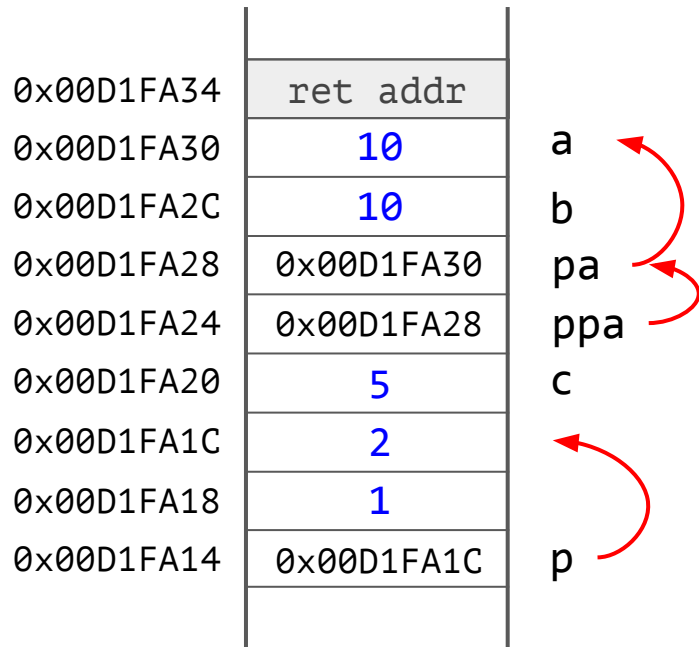 0x00D1FA34 ret addr
0x00D1FA30 10 a
0x00D1FA2C 10 b
0x00D1FA28 0x00D1FA30 pa
0x00D1FA24 0x00D1FA28 ppa
0x00D1FA20 5 c
0x00D1FA1C 2
0x00D1FA18 1
0x00D1FA14 0x00D1FA1C p